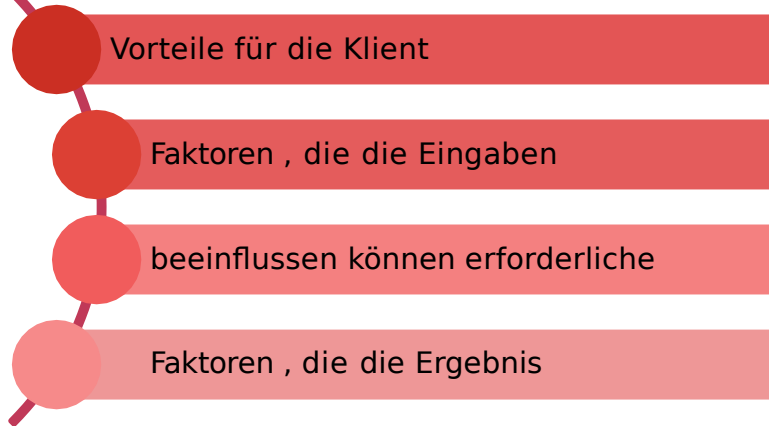 Vorteile für die Klient
Faktoren , die die Eingaben
beeinflussen können erforderliche
Faktoren , die die Ergebnis